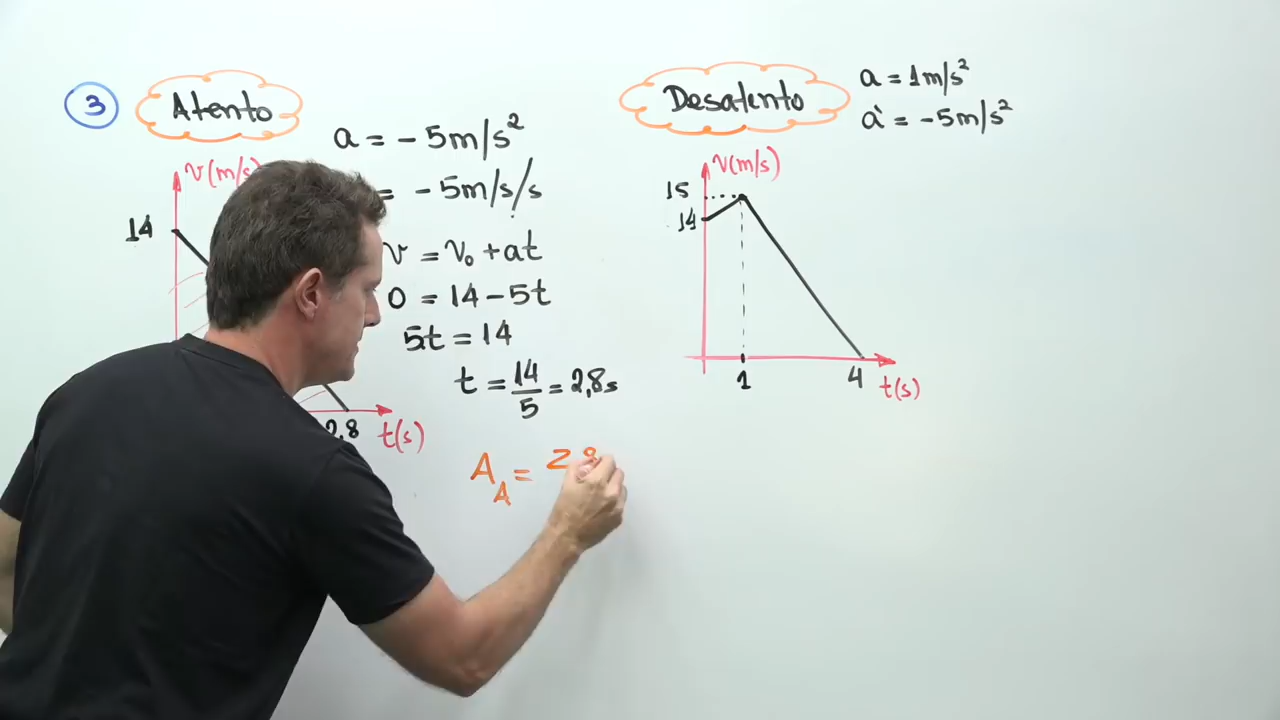 3
Atento
a = -5m/s²
v(m/s)
= -5m/s/s
14
v = v₀ + at
0 = 14 - 5t
5t = 14
t = 14/5 = 2,8s
2,8
t(s)
A_A = 2,8
Desatento
a = 1m/s²
a` = -5m/s²
v(m/s)
15
14
1
4
t(s)